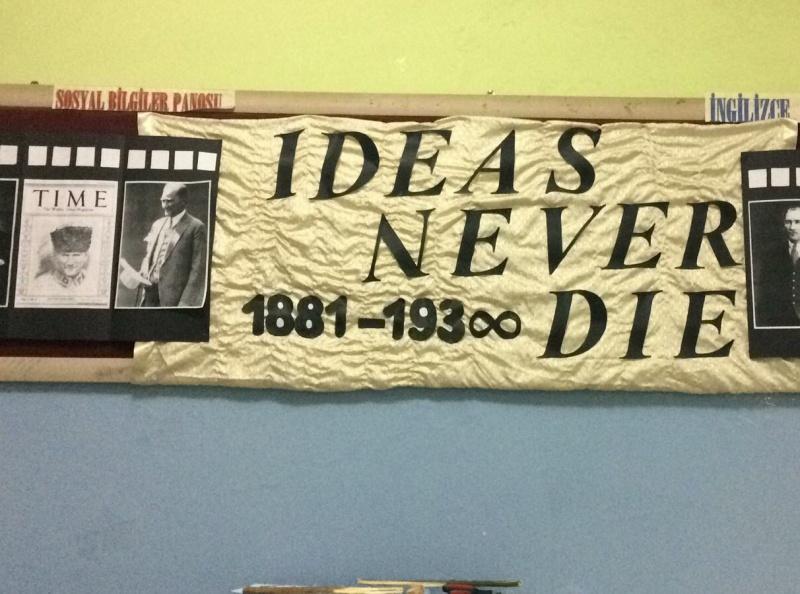 SOSYAL BİLGİLER PANOSU
İNGİLİZCE
TIME
IDEAS
NEVER
1881-193∞
DIE